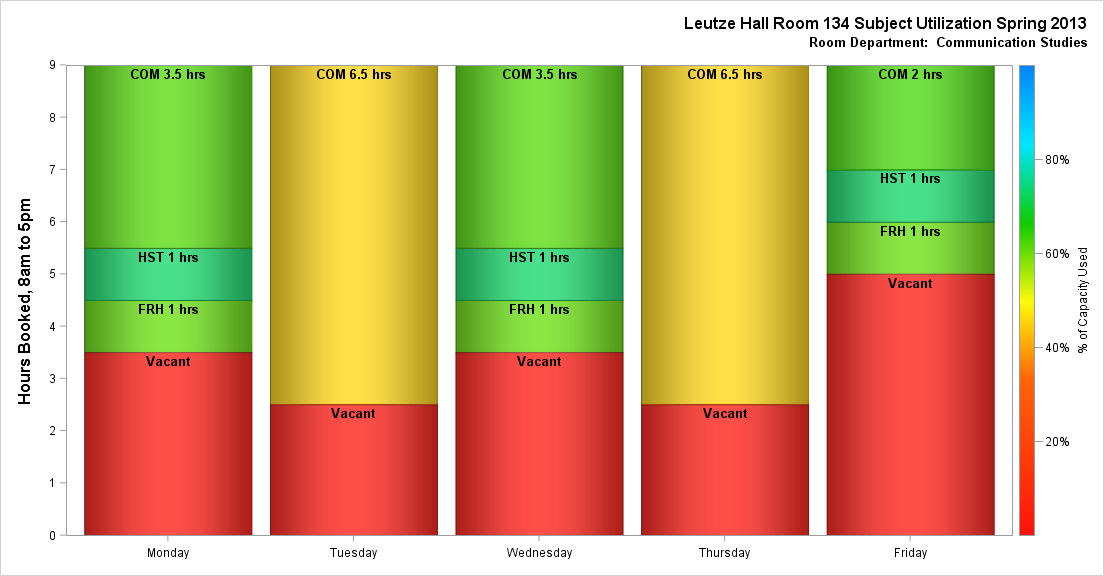 Leutze Hall Room 134 Subject Utilization Spring 2013
Room Department:  Communication Studies
Hours Booked, 8am to 5pm
9
8
7
6
5
4
3
2
1
0
COM 3.5 hrs
HST 1 hrs
FRH 1 hrs
Vacant
COM 6.5 hrs
Vacant
COM 3.5 hrs
HST 1 hrs
FRH 1 hrs
Vacant
COM 6.5 hrs
Vacant
COM 2 hrs
HST 1 hrs
FRH 1 hrs
Vacant
Monday
Tuesday
Wednesday
Thursday
Friday
80%
60%
40%
20%
% of Capacity Used